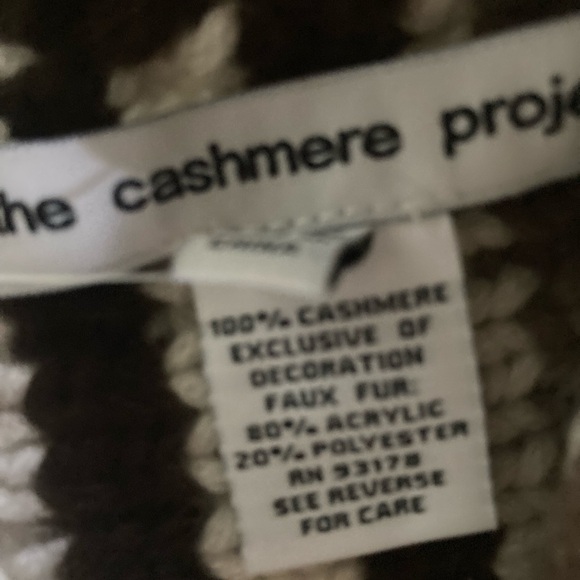 the cashmere proje
100% CASHMERE
EXCLUSIVE OF
DECORATION
FAUX FUR:
80% ACRYLIC
20% POLYESTER
RN 93178
SEE REVERSE
FOR CARE